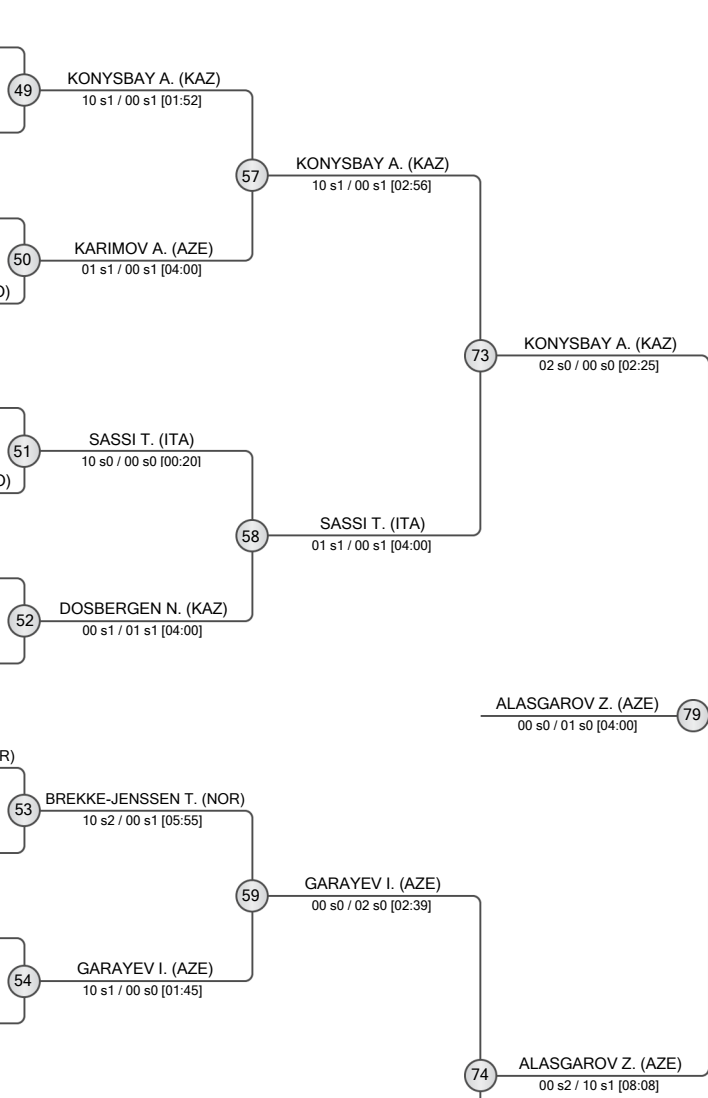 49
KONYSBAY A. (KAZ)
10 s1 / 00 s1 [01:52]
57
KONYSBAY A. (KAZ)
10 s1 / 00 s1 [02:56]
50
KARIMOV A. (AZE)
01 s1 / 00 s1 [04:00]
)
73
KONYSBAY A. (KAZ)
02 s0 / 00 s0 [02:25]
51
SASSI T. (ITA)
10 s0 / 00 s0 [00:20]
)
58
SASSI T. (ITA)
01 s1 / 00 s1 [04:00]
52
DOSBERGEN N. (KAZ)
00 s1 / 01 s1 [04:00]
ALASGAROV Z. (AZE)
00 s0 / 01 s0 [04:00]
79
R)
53
BREKKE-JENSSEN T. (NOR)
10 s2 / 00 s1 [05:55]
59
GARAYEV I. (AZE)
00 s0 / 02 s0 [02:39]
54
GARAYEV I. (AZE)
10 s1 / 00 s0 [01:45]
74
ALASGAROV Z. (AZE)
00 s2 / 10 s1 [08:08]